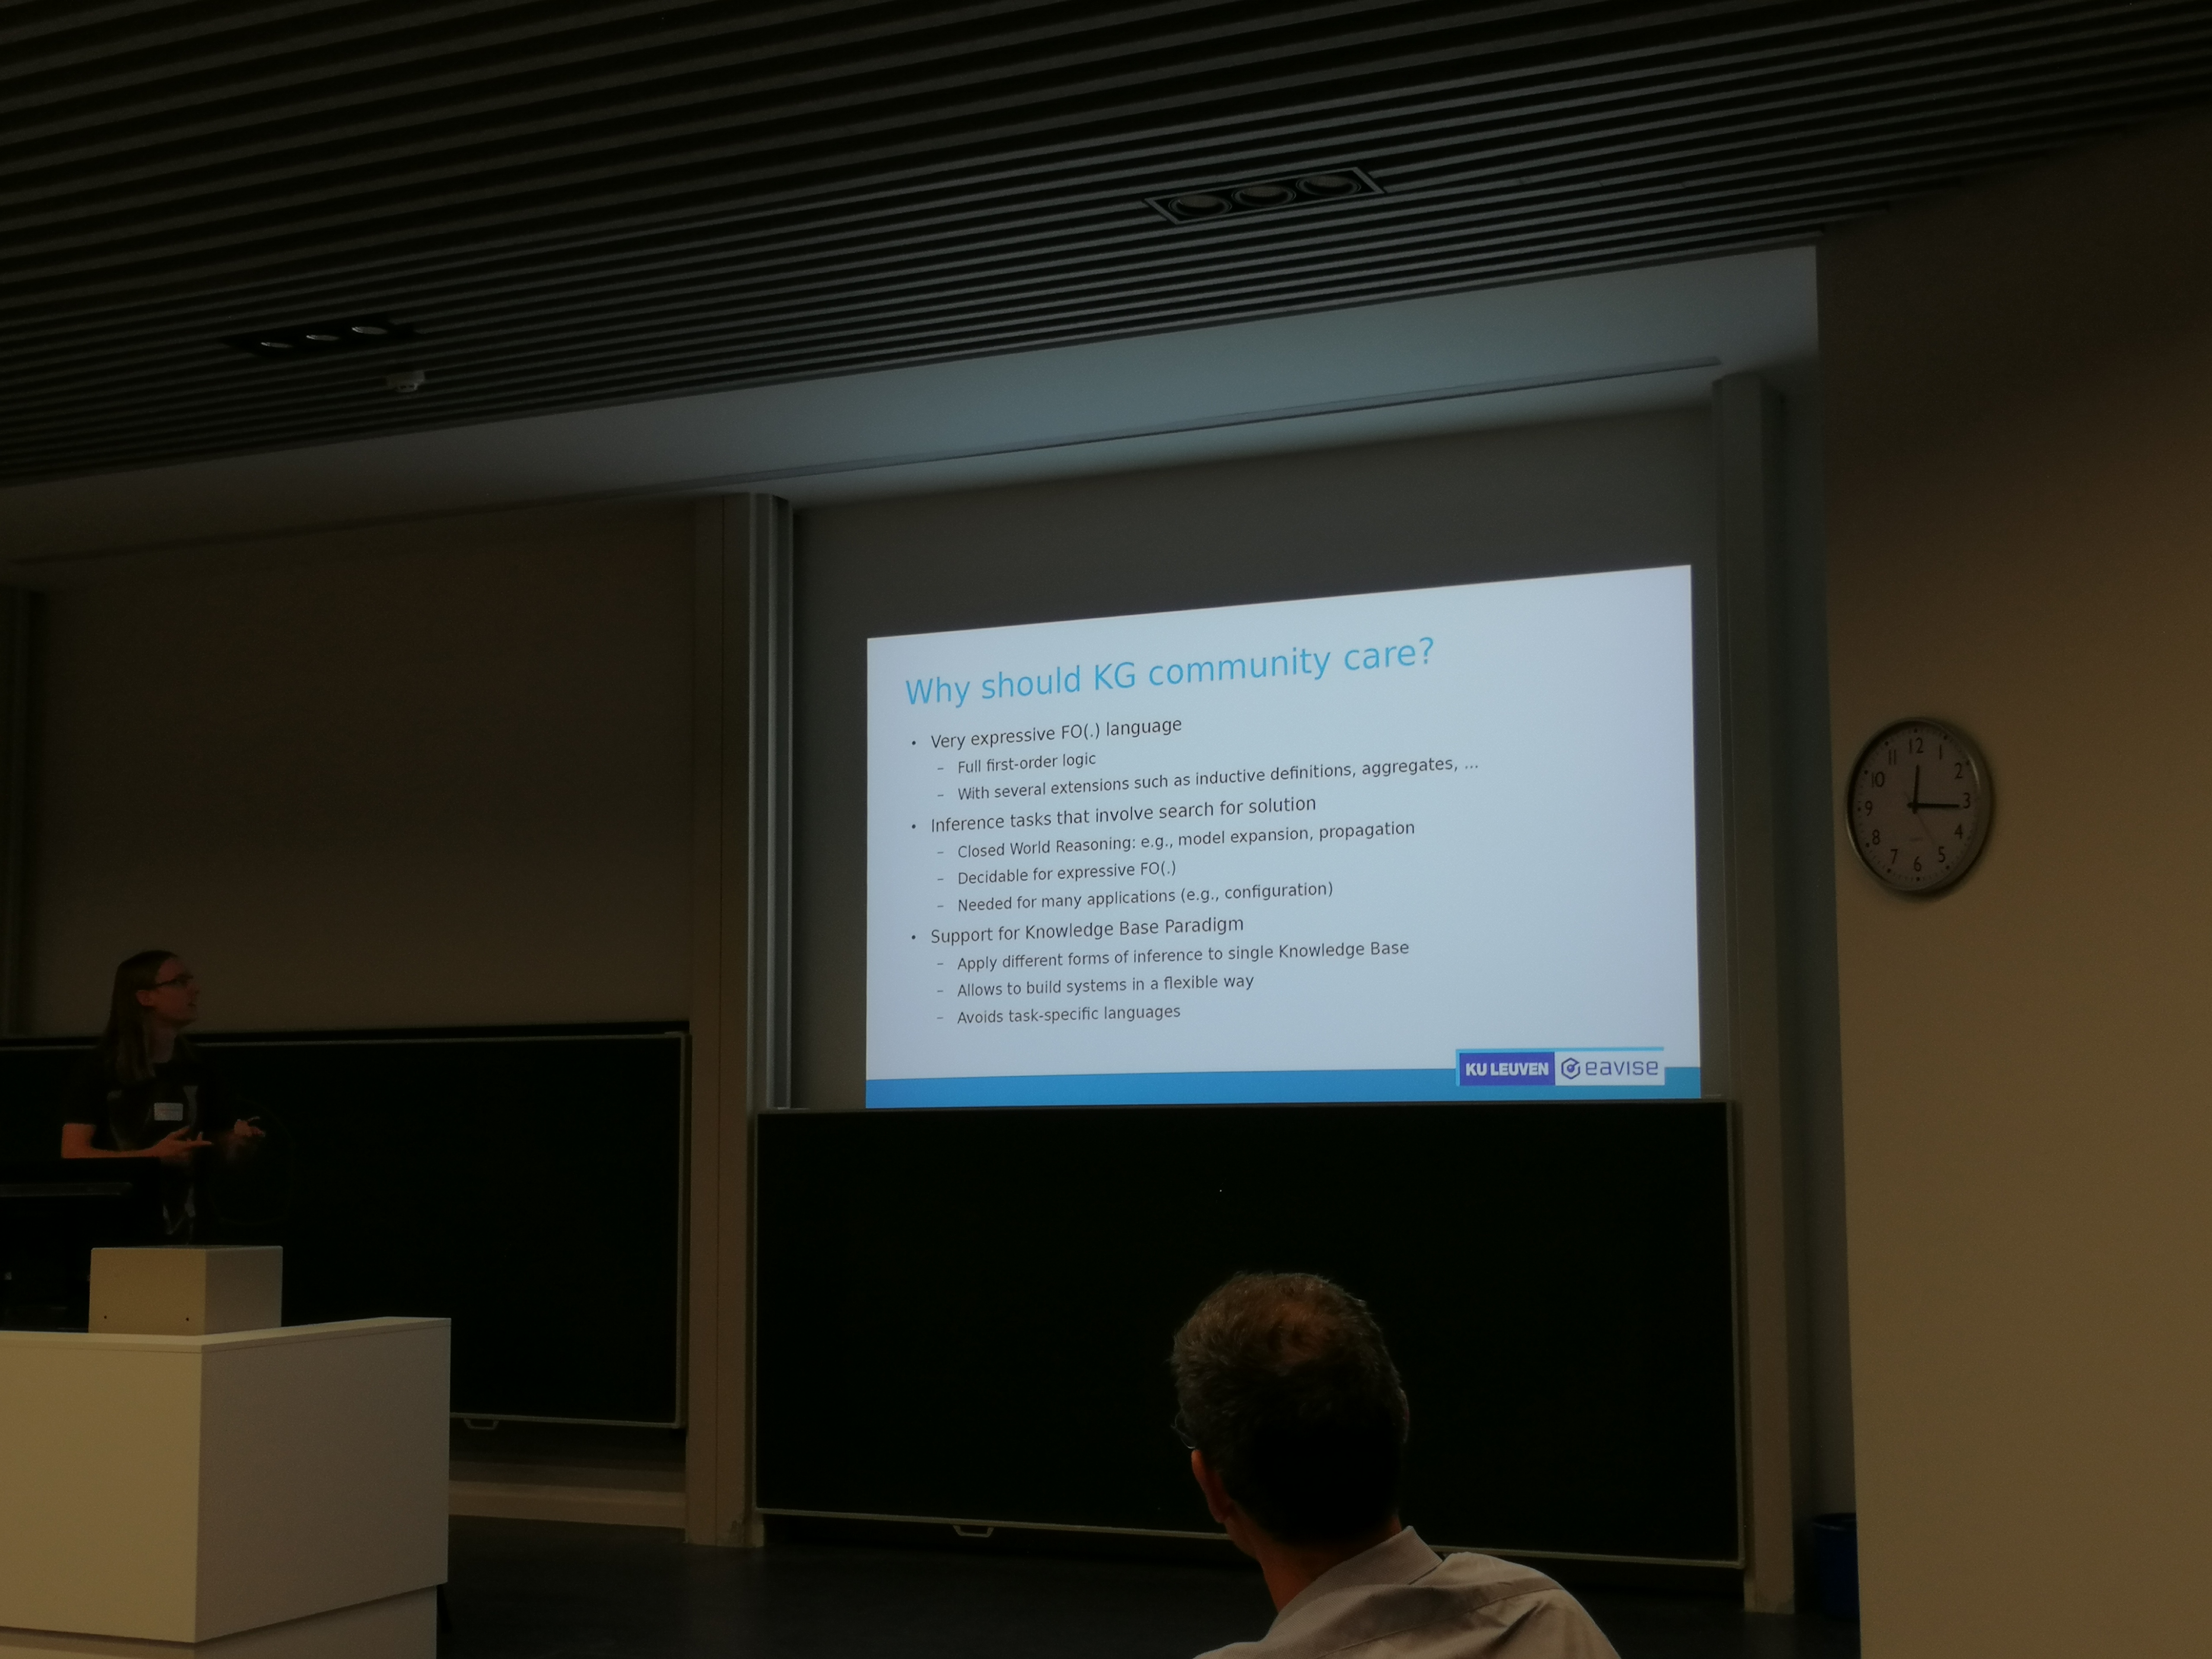 Why should KG community care?
• Very expressive FO(.) language
– Full first-order logic
– With several extensions such as inductive definitions, aggregates, ...
• Inference tasks that involve search for solution
– Closed World Reasoning: e.g., model expansion, propagation
– Decidable for expressive FO(.)
– Needed for many applications (e.g., configuration)
• Support for Knowledge Base Paradigm
– Apply different forms of inference to single Knowledge Base
– Allows to build systems in a flexible way
– Avoids task-specific languages
KU LEUVEN eavise
12
1
2
3
4
5
6
7
8
9
10
11